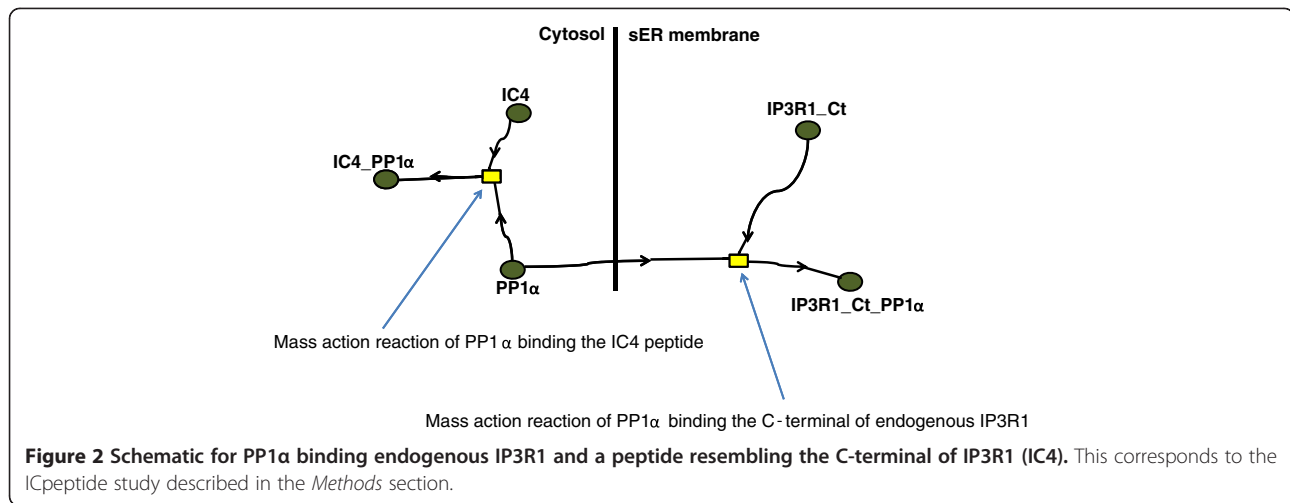 Cytosol sER membrane
IC4
IP3R1_Ct
IC4_PP1α
PP1α
IP3R1_Ct_PP1α
Mass action reaction of PP1α binding the IC4 peptide
Mass action reaction of PP1α binding the C-terminal of endogenous IP3R1
Figure 2 Schematic for PP1α binding endogenous IP3R1 and a peptide resembling the C-terminal of IP3R1 (IC4). This corresponds to the
ICpeptide study described in the Methods section.